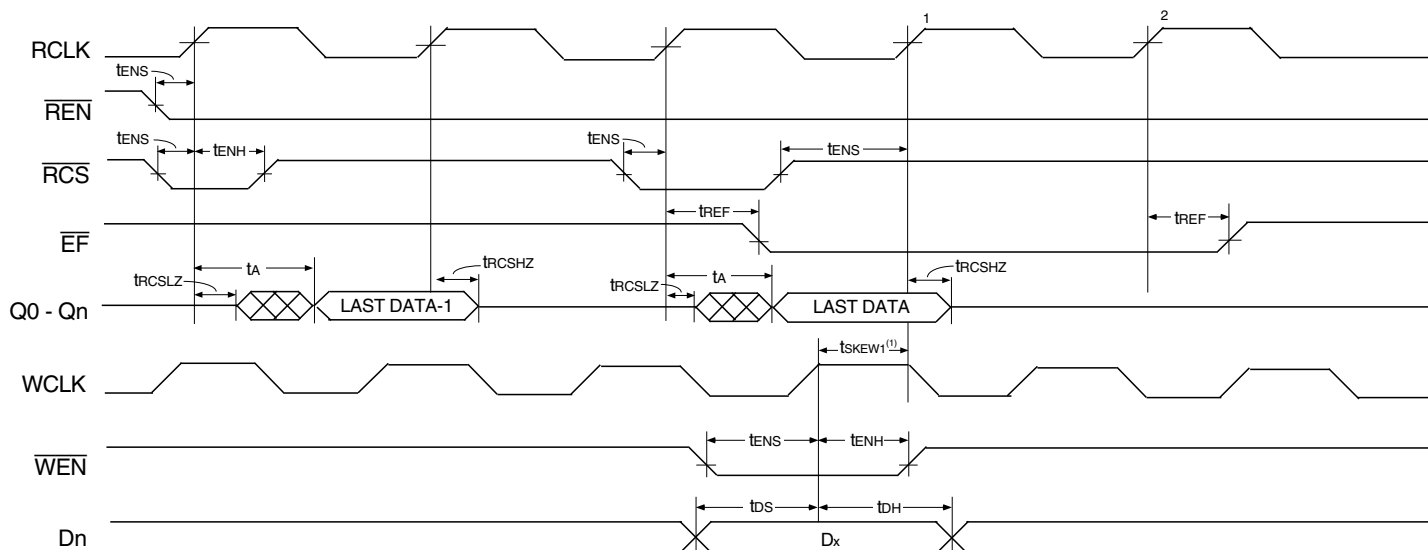 1 2
RCLK
tENS
REN
tENS tENH tENS tENS
RCS
tREF tREF
EF
tA tRCSHZ tA tRCSHZ
tRCSLZ tRCSLZ
Q0 - Qn LAST DATA-1 LAST DATA
tSKEW1(1)
WCLK
tENS tENH
WEN
tDS tDH
Dn Dx